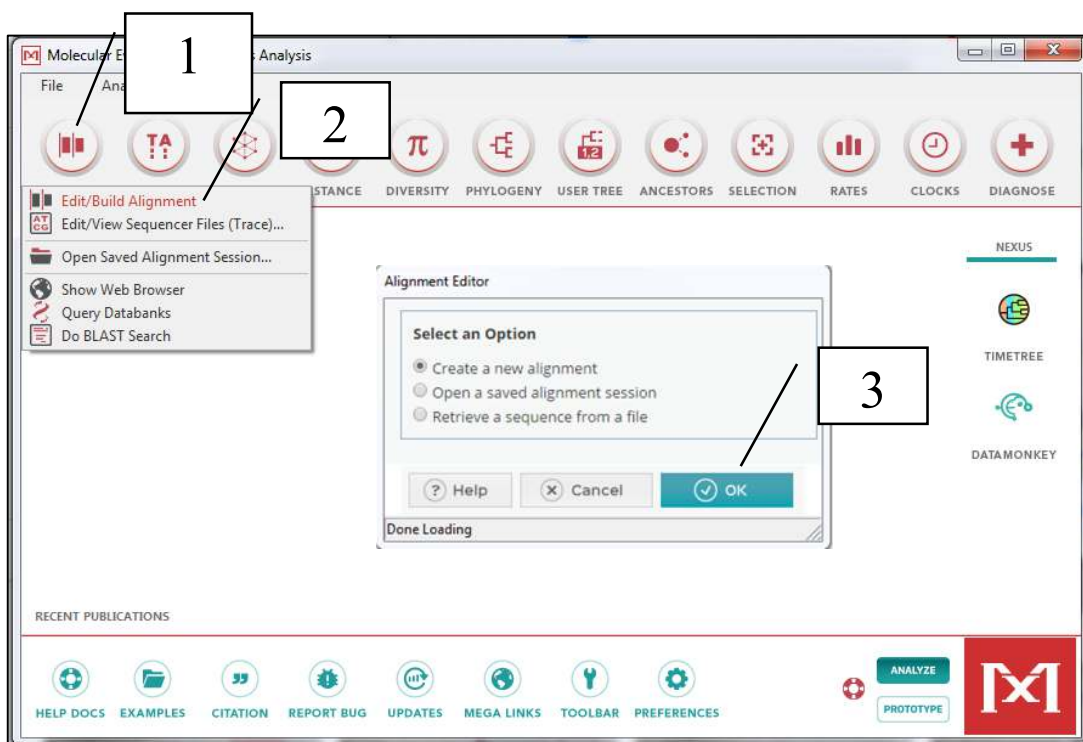 1
Molecular E s Analysis
File Ana
2
TA
π
1,2
STANCE DIVERSITY PHYLOGENY USER TREE ANCESTORS SELECTION RATES CLOCKS DIAGNOSE
Edit/Build Alignment
AT
CG
Edit/View Sequencer Files (Trace)...
Open Saved Alignment Session...
Show Web Browser
Query Databanks
Do BLAST Search
NEXUS
TIMETREE
DATAMONKEY
Alignment Editor
Select an Option
Create a new alignment
Open a saved alignment session
Retrieve a sequence from a file
3
? Help
Cancel
OK
Done Loading
RECENT PUBLICATIONS
HELP DOCS EXAMPLES CITATION REPORT BUG UPDATES MEGA LINKS TOOLBAR PREFERENCES
ANALYZE
PROTOTYPE
M